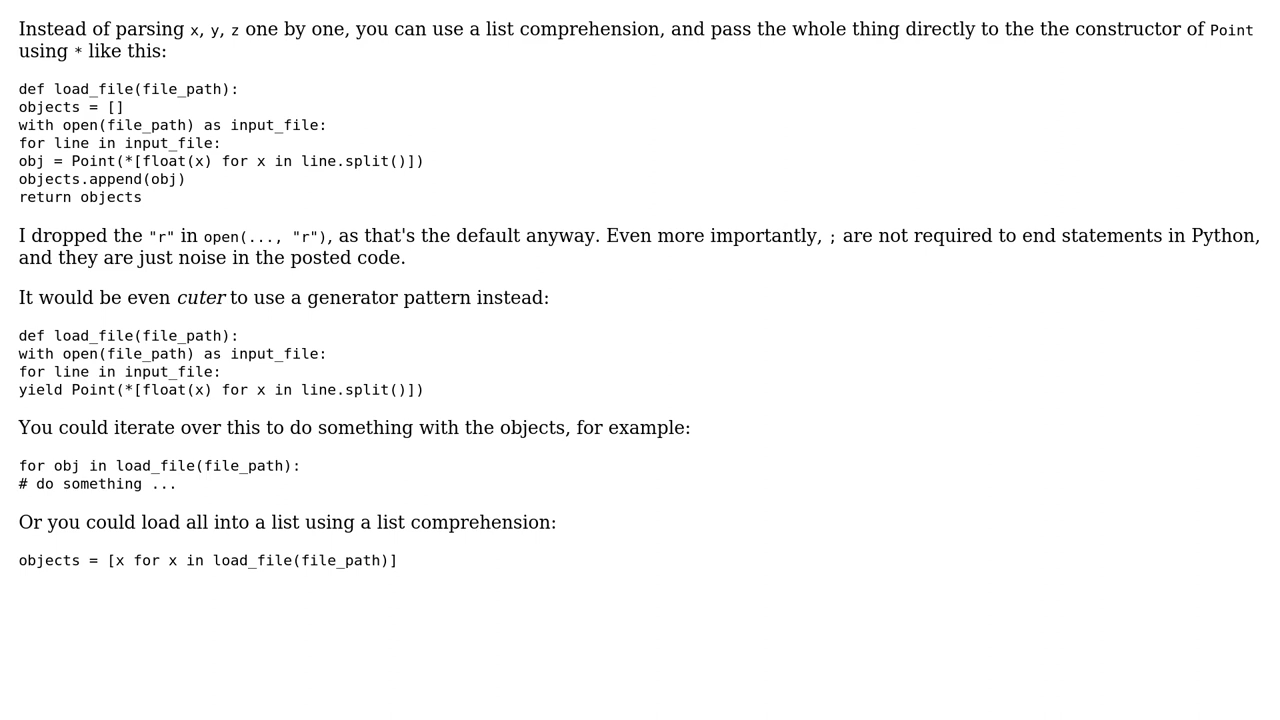 Instead of parsing x, y, z one by one, you can use a list comprehension, and pass the whole thing directly to the the constructor of Point
using * like this:
def load_file(file_path):
objects = []
with open(file_path) as input_file:
for line in input_file:
obj = Point(*[float(x) for x in line.split()])
objects.append(obj)
return objects
I dropped the "r" in open(..., "r"), as that's the default anyway. Even more importantly, ; are not required to end statements in Python,
and they are just noise in the posted code.
It would be even cuter to use a generator pattern instead:
def load_file(file_path):
with open(file_path) as input_file:
for line in input_file:
yield Point(*[float(x) for x in line.split()])
You could iterate over this to do something with the objects, for example:
for obj in load_file(file_path):
# do something ...
Or you could load all into a list using a list comprehension:
objects = [x for x in load_file(file_path)]